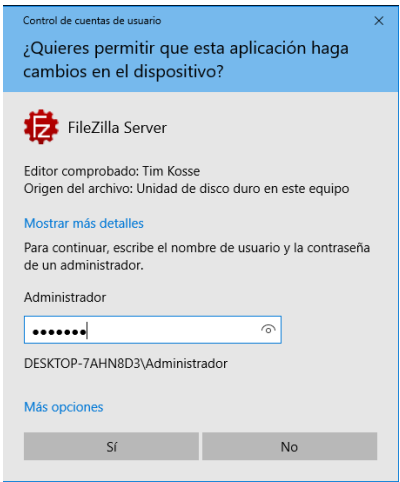 Control de cuentas de usuario
¿Quieres permitir que esta aplicación haga
cambios en el dispositivo?
FileZilla Server
Editor comprobado: Tim Kosse
Origen del archivo: Unidad de disco duro en este equipo
Mostrar más detalles
Para continuar, escribe el nombre de usuario y la contraseña
de un administrador.
Administrador
●●●●●●●
DESKTOP-7AHN8D3\Administrador
Más opciones
Sí No